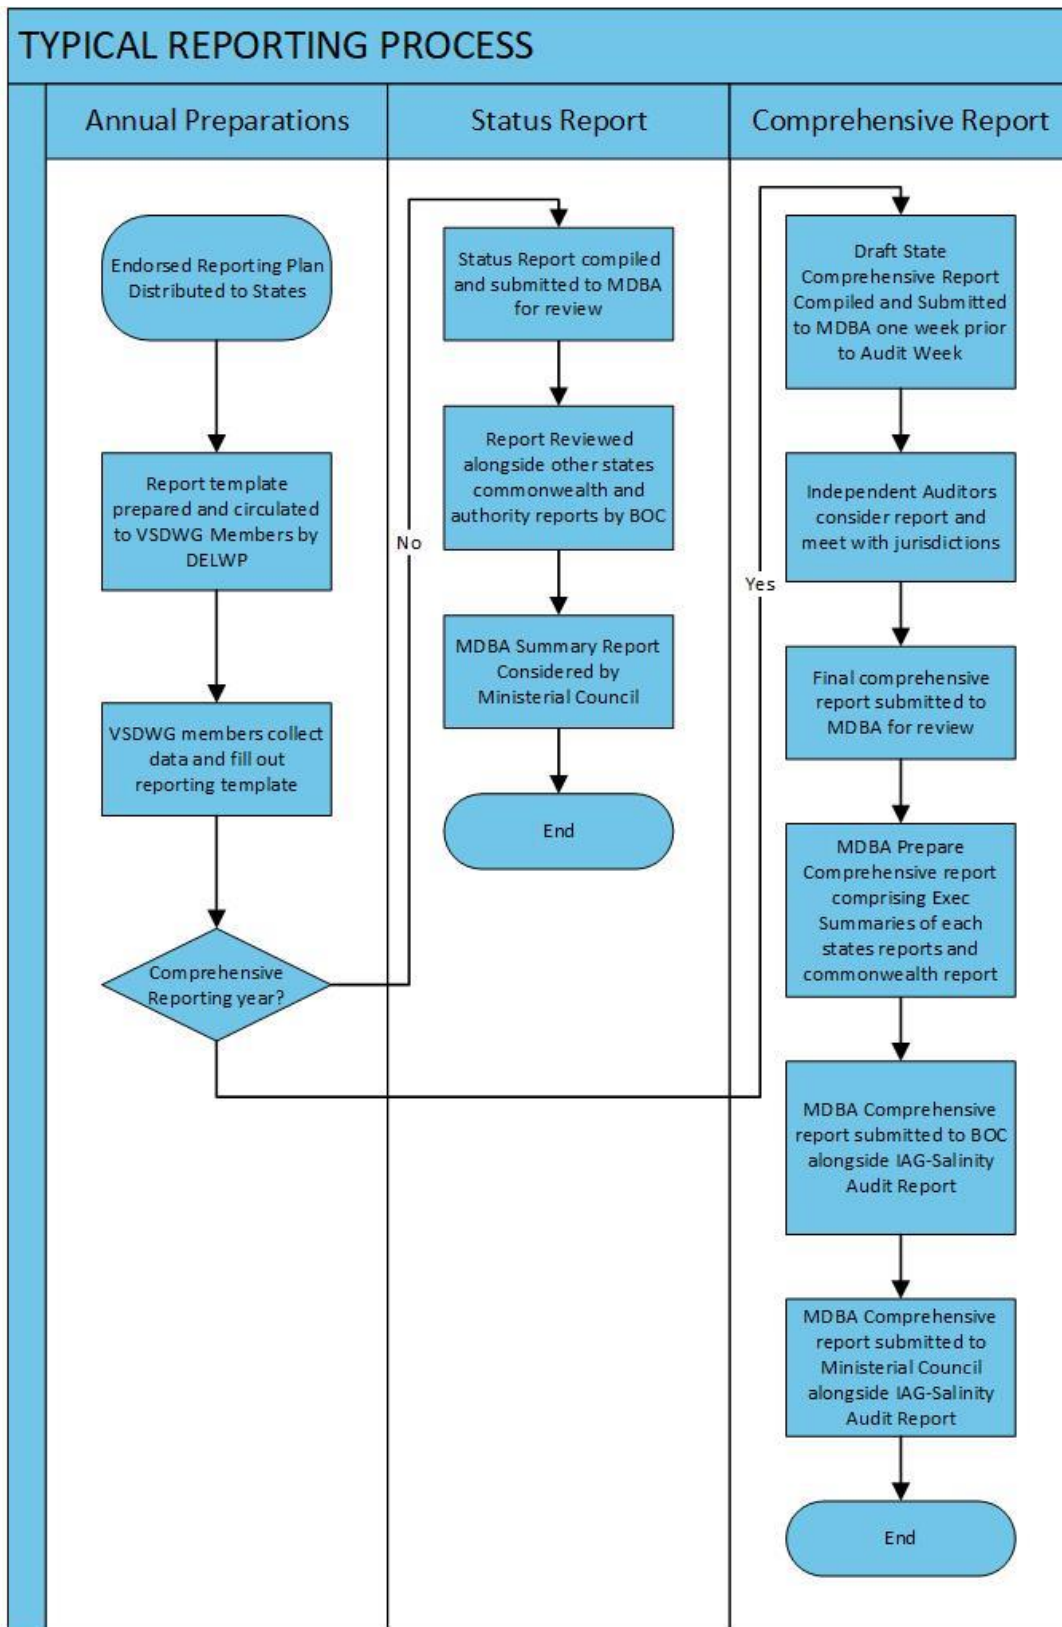 TYPICAL REPORTING PROCESS
Annual Preparations
Status Report
Comprehensive Report
Endorsed Reporting Plan
Distributed to States
Report template
prepared and circulated
to VSDWG Members by
DELWP
VSDWG members collect
data and fill out
reporting template
Comprehensive
Reporting year?
No
Status Report compiled
and submitted to MDBA
for review
Report Reviewed
alongside other states
commonwealth and
authority reports by BOC
MDBA Summary Report
Considered by
Ministerial Council
End
Yes
Draft State
Comprehensive Report
Compiled and Submitted
to MDBA one week prior
to Audit Week
Independent Auditors
consider report and
meet with jurisdictions
Final comprehensive
report submitted to
MDBA for review
MDBA Prepare
Comprehensive report
comprising Exec
Summaries of each
states reports and
commonwealth report
MDBA Comprehensive
report submitted to BOC
alongside IAG-Salinity
Audit Report
MDBA Comprehensive
report submitted to
Ministerial Council
alongside IAG-Salinity
Audit Report
End